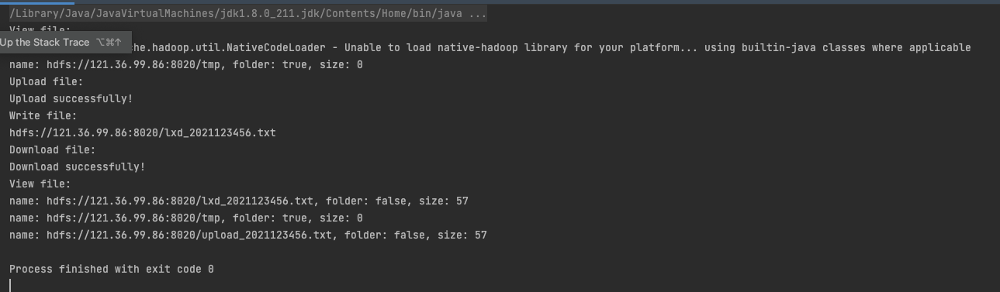 /Library/Java/JavaVirtualMachines/jdk1.8.0_211.jdk/Contents/Home/bin/java ...
View file:
Up the Stack Trace ⌥⌘↑
che.hadoop.util.NativeCodeLoader - Unable to load native-hadoop library for your platform... using builtin-java classes where applicable
name: hdfs://121.36.99.86:8020/tmp, folder: true, size: 0
Upload file:
Upload successfully!
Write file:
hdfs://121.36.99.86:8020/lxd_2021123456.txt
Download file:
Download successfully!
View file:
name: hdfs://121.36.99.86:8020/lxd_2021123456.txt, folder: false, size: 57
name: hdfs://121.36.99.86:8020/tmp, folder: true, size: 0
name: hdfs://121.36.99.86:8020/upload_2021123456.txt, folder: false, size: 57
Process finished with exit code 0